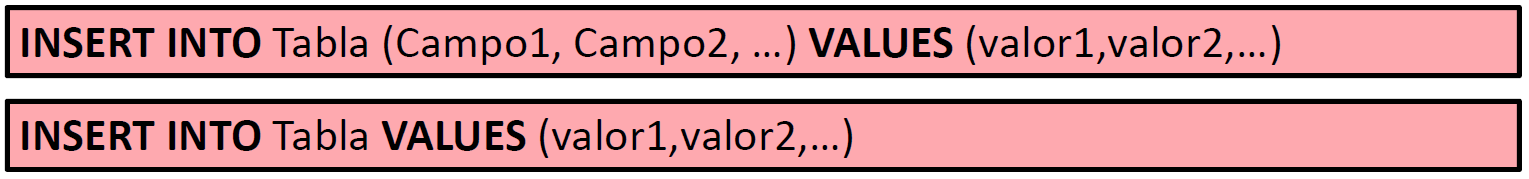 INSERT INTO Tabla (Campo1, Campo2, …) VALUES (valor1,valor2,…)
INSERT INTO Tabla VALUES (valor1,valor2,…)